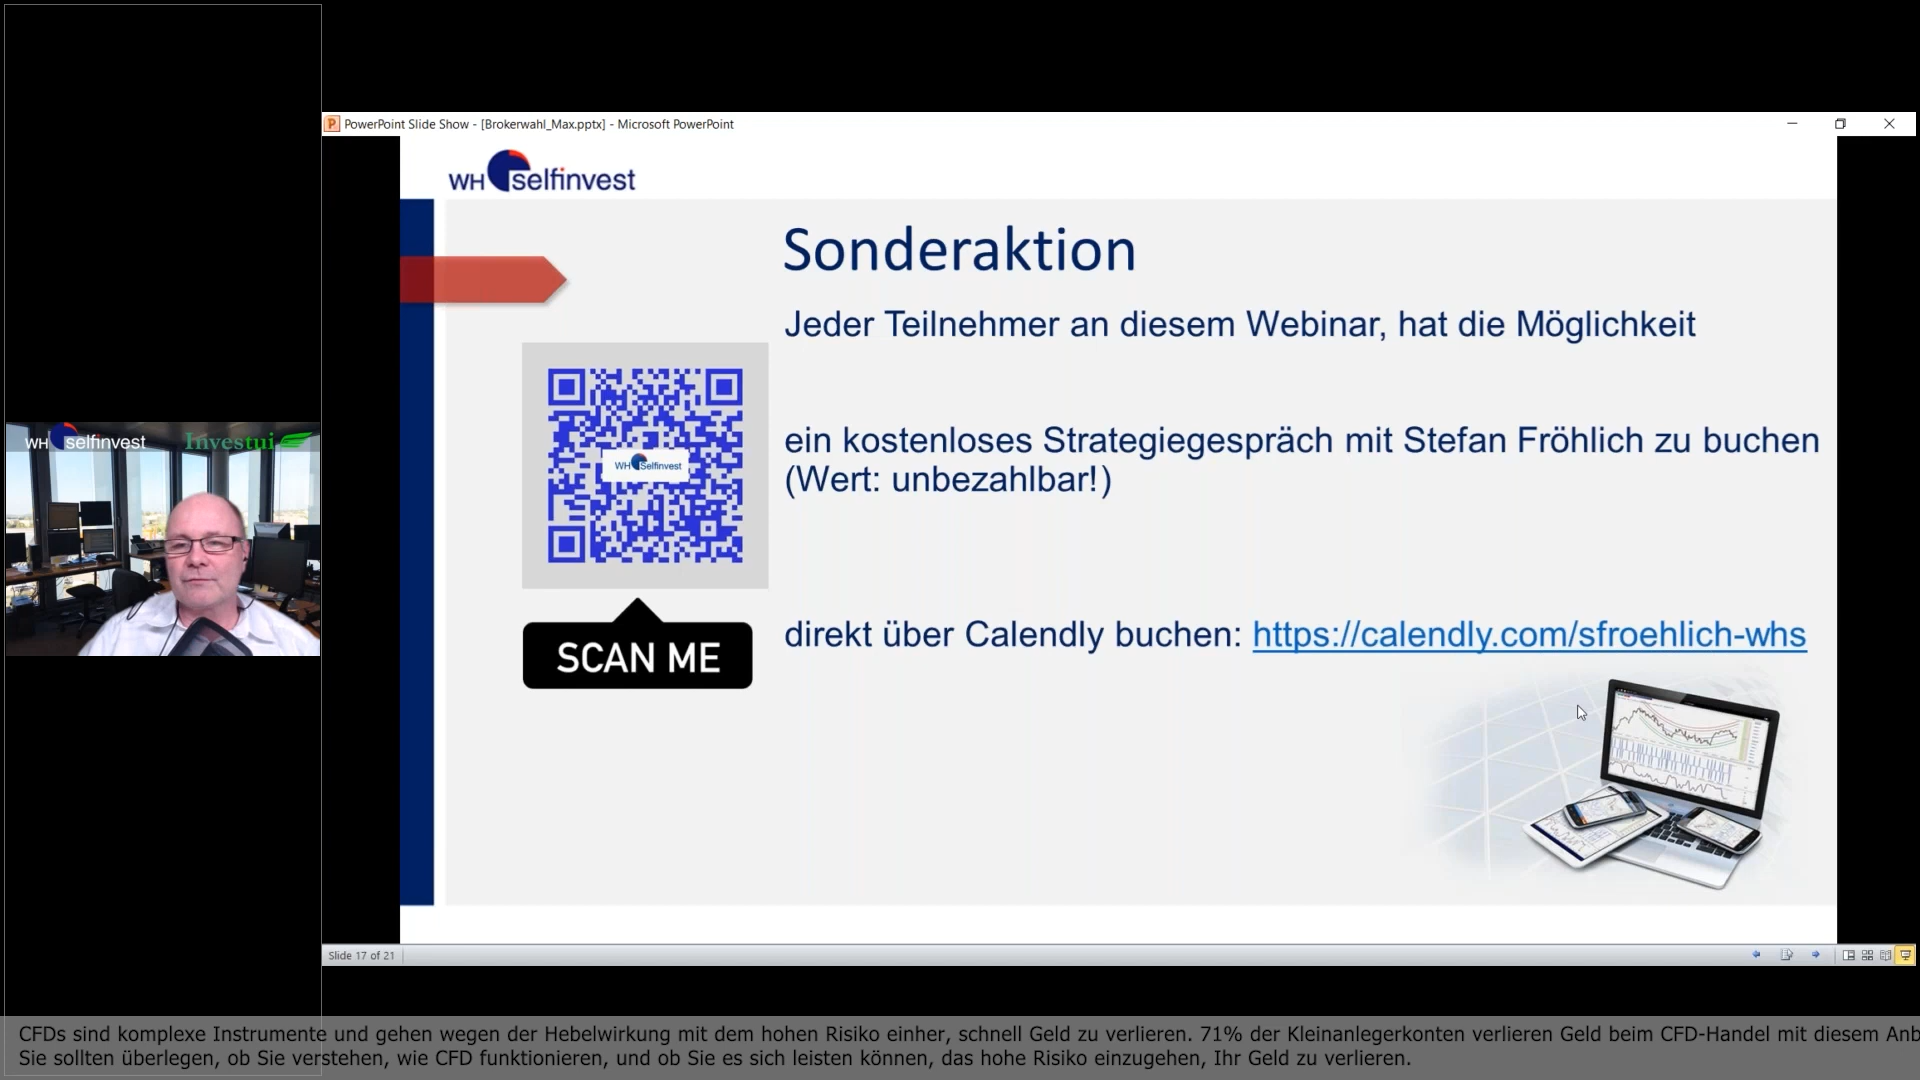 PowerPoint Slide Show - [Brokerwahl_Max.pptx] - Microsoft PowerPoint
WH selfinvest
Sonderaktion
Jeder Teilnehmer an diesem Webinar, hat die Möglichkeit
ein kostenloses Strategiegespräch mit Stefan Fröhlich zu buchen
(Wert: unbezahlbar!)
WH Selfinvest
SCAN ME
direkt über Calendly buchen: https://calendly.com/sfroehlich-whs
WH selfinvest
Investui
Slide 17 of 21
CFDs sind komplexe Instrumente und gehen wegen der Hebelwirkung mit dem hohen Risiko einher, schnell Geld zu verlieren. 71% der Kleinanlegerkonten verlieren Geld beim CFD-Handel mit diesem Anb
Sie sollten überlegen, ob Sie verstehen, wie CFD funktionieren, und ob Sie es sich leisten können, das hohe Risiko einzugehen, Ihr Geld zu verlieren.